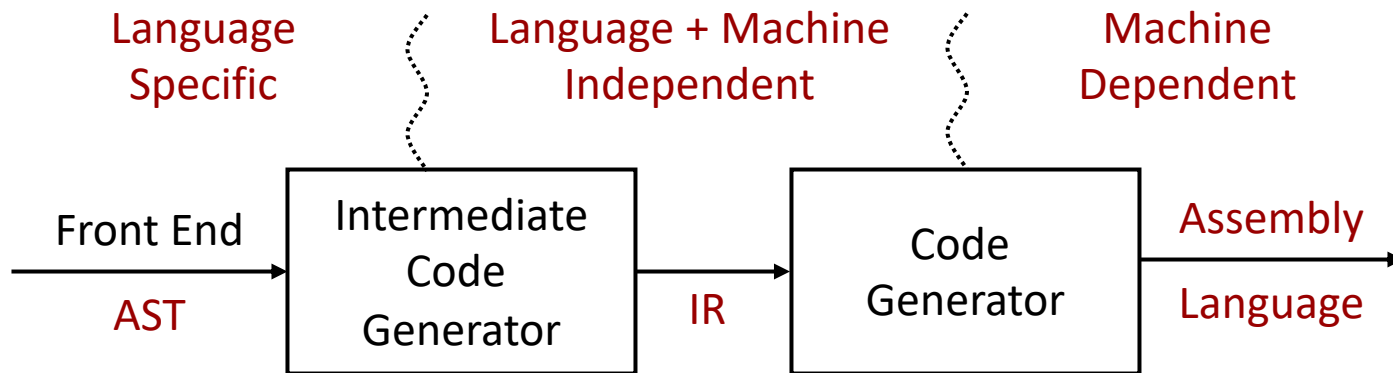 Language
Specific
Language + Machine
Independent
Machine
Dependent
Front End
AST
Intermediate
Code
Generator
IR
Code
Generator
Assembly
Language